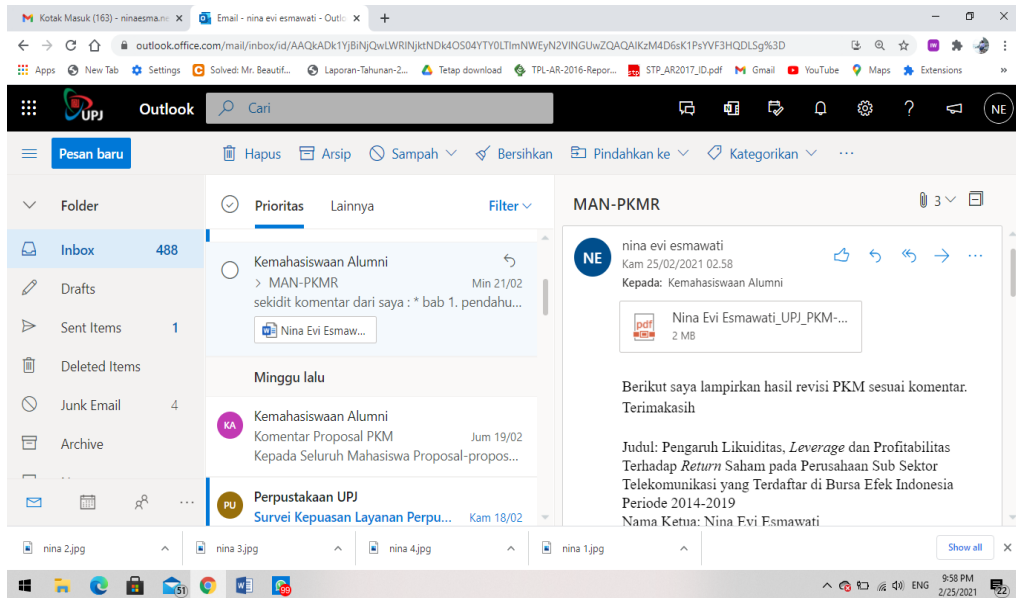 Kotak Masuk (163) - ninaesma.ne
Email - nina evi esmawati - Outlo
outlook.office.com/mail/inbox/id/AAQkADk1YjBiNjQwLWRlNjktNDk4OS04YTY0LTlmNWEyN2VlNGUwZQAQAIKzM4D6sK1PsYVF3HQDLSg%3D
Apps New Tab Settings Solved: Mr. Beautif... Laporan-Tahunan-2... Tetap download TPL-AR-2016-Repor... STP_AR2017_ID.pdf Gmail YouTube Maps Extensions »
UPJ Outlook Cari NE
Pesan baru Hapus Arsip Sampah Bersihkan Pindahkan ke Kategorikan ...
Folder
Inbox 488
Drafts
Sent Items 1
Deleted Items
Junk Email 4
Archive
Prioritas Lainnya Filter
Kemahasiswaan Alumni
> MAN-PKMR Min 21/02
sekidit komentar dari saya : * bab 1. pendahu...
Nina Evi Esmaw...
Minggu lalu
KA
Kemahasiswaan Alumni
Komentar Proposal PKM Jum 19/02
Kepada Seluruh Mahasiswa Proposal-propos...
PU
Perpustakaan UPJ
Survei Kepuasan Layanan Perpu... Kam 18/02
MAN-PKMR 3
NE
nina evi esmawati
Kam 25/02/2021 02.58
Kepada: Kemahasiswaan Alumni
pdf
Nina Evi Esmawati_UPJ_PKM-...
2 MB
Berikut saya lampirkan hasil revisi PKM sesuai komentar.
Terimakasih
Judul: Pengaruh Likuiditas, Leverage dan Profitabilitas
Terhadap Return Saham pada Perusahaan Sub Sektor
Telekomunikasi yang Terdaftar di Bursa Efek Indonesia
Periode 2014-2019
Nama Ketua: Nina Evi Esmawati
nina 2.jpg nina 3.jpg nina 4.jpg nina 1.jpg Show all
51 99 ENG 9:58 PM
2/25/2021 22